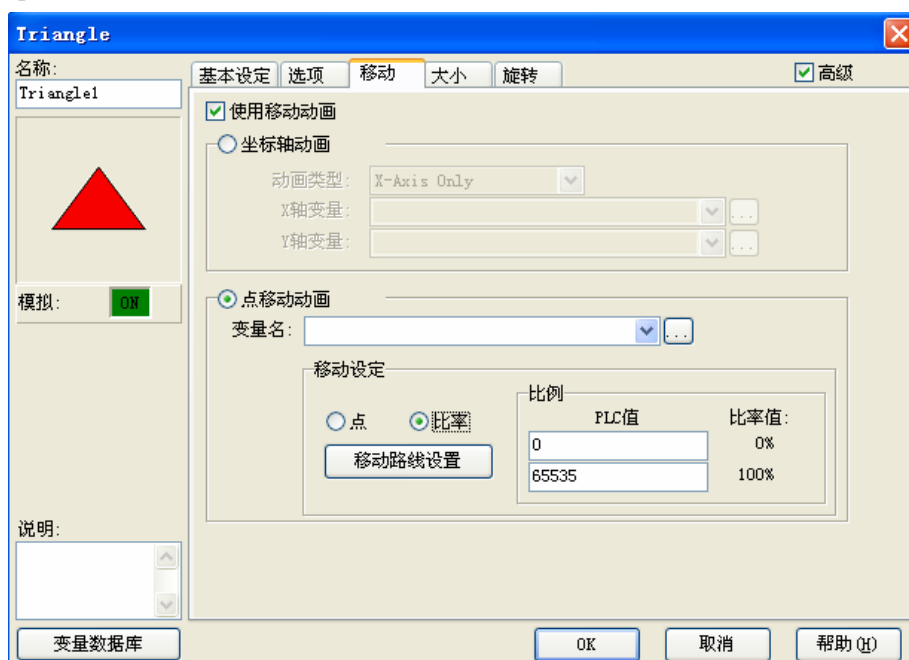 Triangle
名称:
Triangle1
基本设定 选项 移动 大小 旋转 高级
使用移动动画
坐标轴动画
动画类型: X-Axis Only
X轴变量: ...
Y轴变量: ...
模拟: ON
点移动动画
变量名: ...
移动设定
点 比率
移动路线设置
比例
PLC值 比率值:
0 0%
65535 100%
说明:
变量数据库 OK 取消 帮助(H)